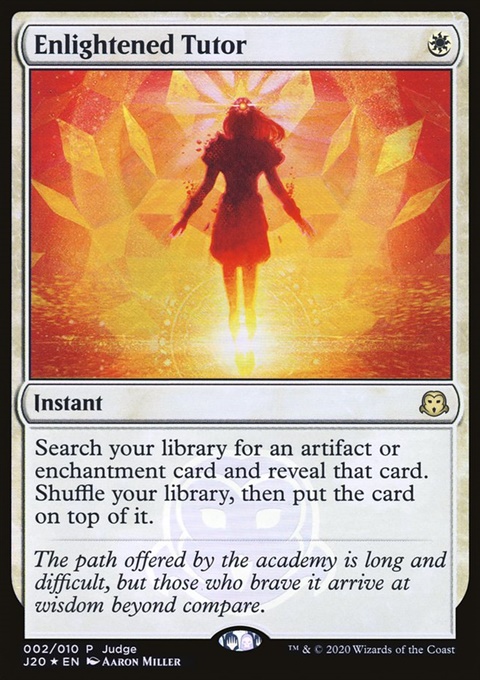 Enlightened Tutor
Instant
Search your library for an artifact or
enchantment card and reveal that card.
Shuffle your library, then put the card
on top of it.
The path offered by the academy is long and
difficult, but those who brave it arrive at
wisdom beyond compare.
002/010 P Judge
J20 ★ EN Aaron Miller
™ & © 2020 Wizards of the Coast